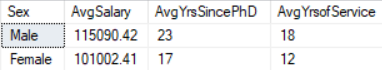 Sex AvgSalary AvgYrsSincePhD AvgYrsofService
Male 115090.42 23 18
Female 101002.41 17 12